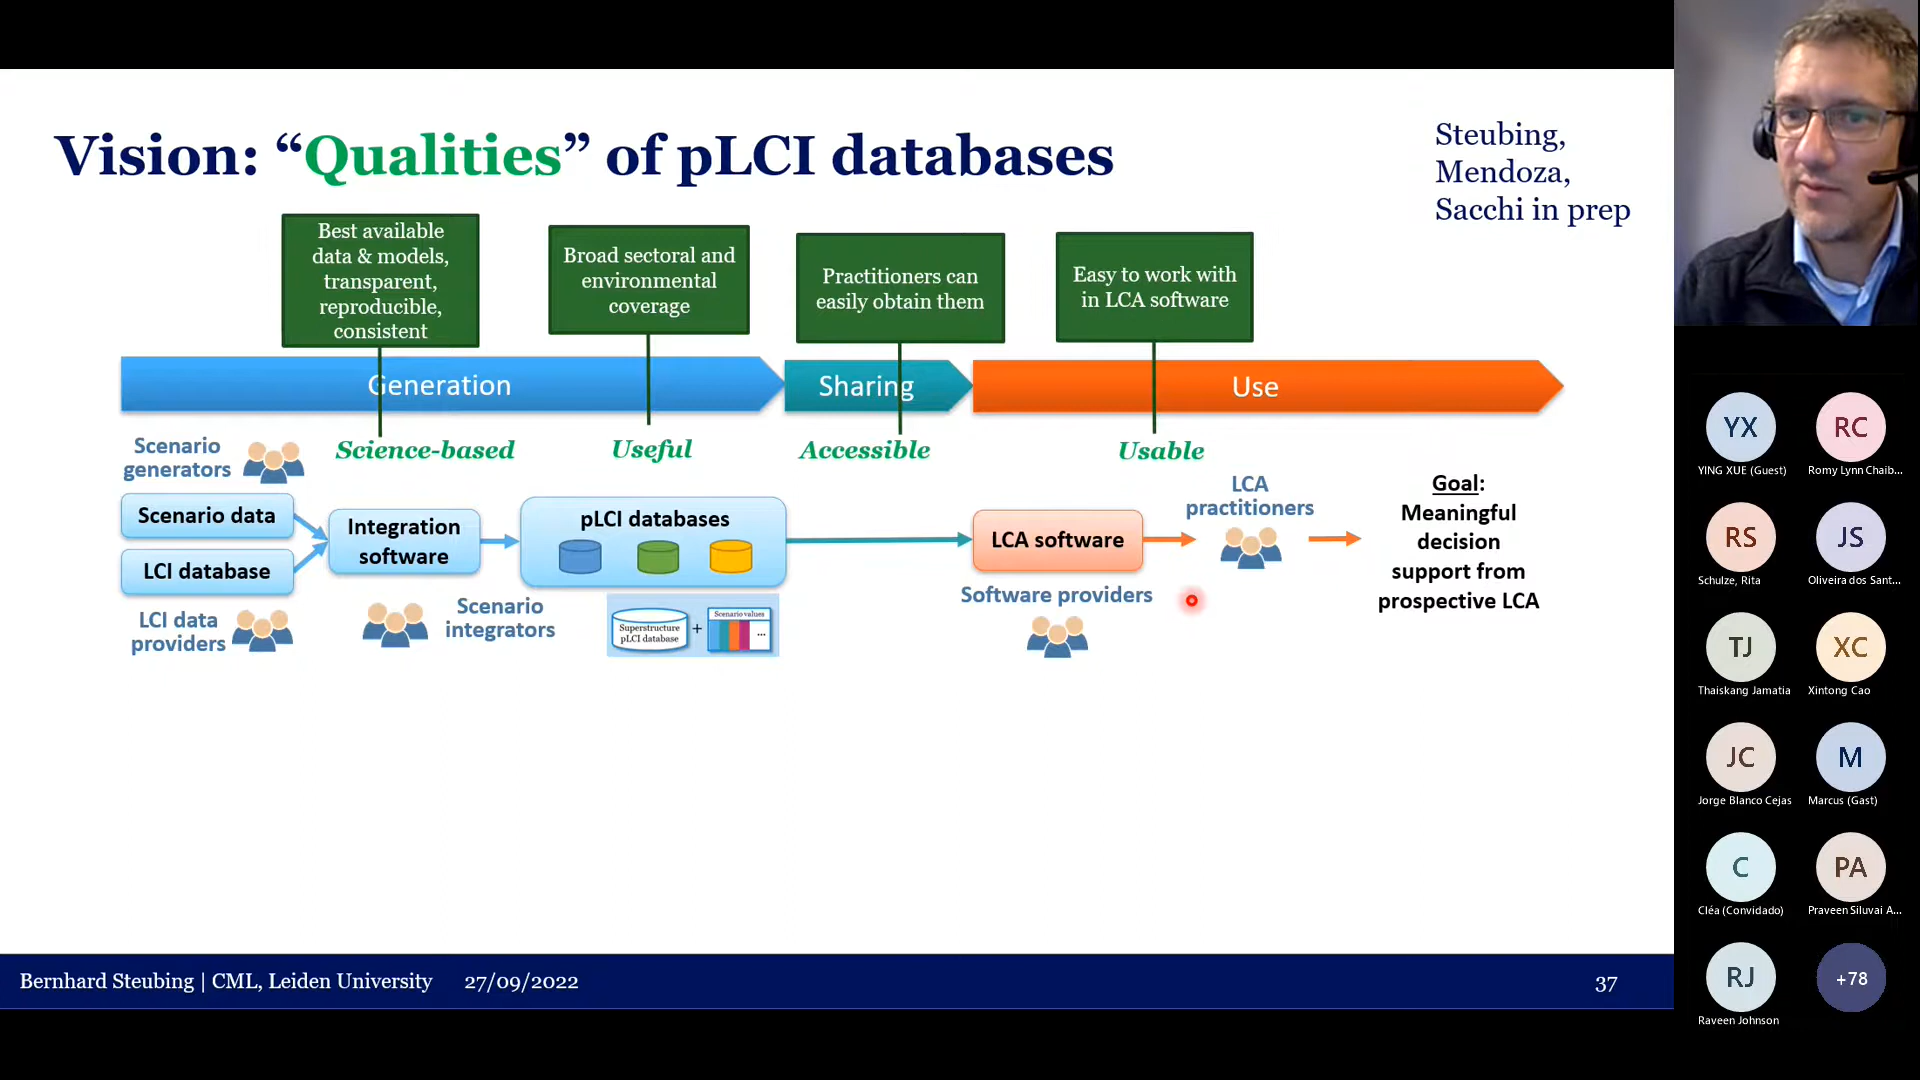 Vision: “Qualities” of pLCI databases
Steubing,
Mendoza,
Sacchi in prep
Best available
data & models,
transparent,
reproducible,
consistent
Broad sectoral and
environmental
coverage
Practitioners can
easily obtain them
Easy to work with
in LCA software
Generation
Sharing
Use
Scenario
generators
Science-based
Useful
Accessible
Usable
Scenario data
LCI database
LCI data
providers
Integration
software
Scenario
integrators
pLCI databases
Superstructure
pLCI database
+
Scenario values
...
LCA software
Software providers
LCA
practitioners
Goal:
Meaningful
decision
support from
prospective LCA
Bernhard Steubing | CML, Leiden University 27/09/2022
37
YX
YING XUE (Guest)
RC
Romy Lynn Chaib...
RS
Schulze, Rita
JS
Oliveira dos Sant...
TJ
Thaiskang Jamatia
XC
Xintong Cao
JC
Jorge Blanco Cejas
M
Marcus (Gast)
C
Cléa (Convidado)
PA
Praveen Siluvai A...
RJ
Raveen Johnson
+78